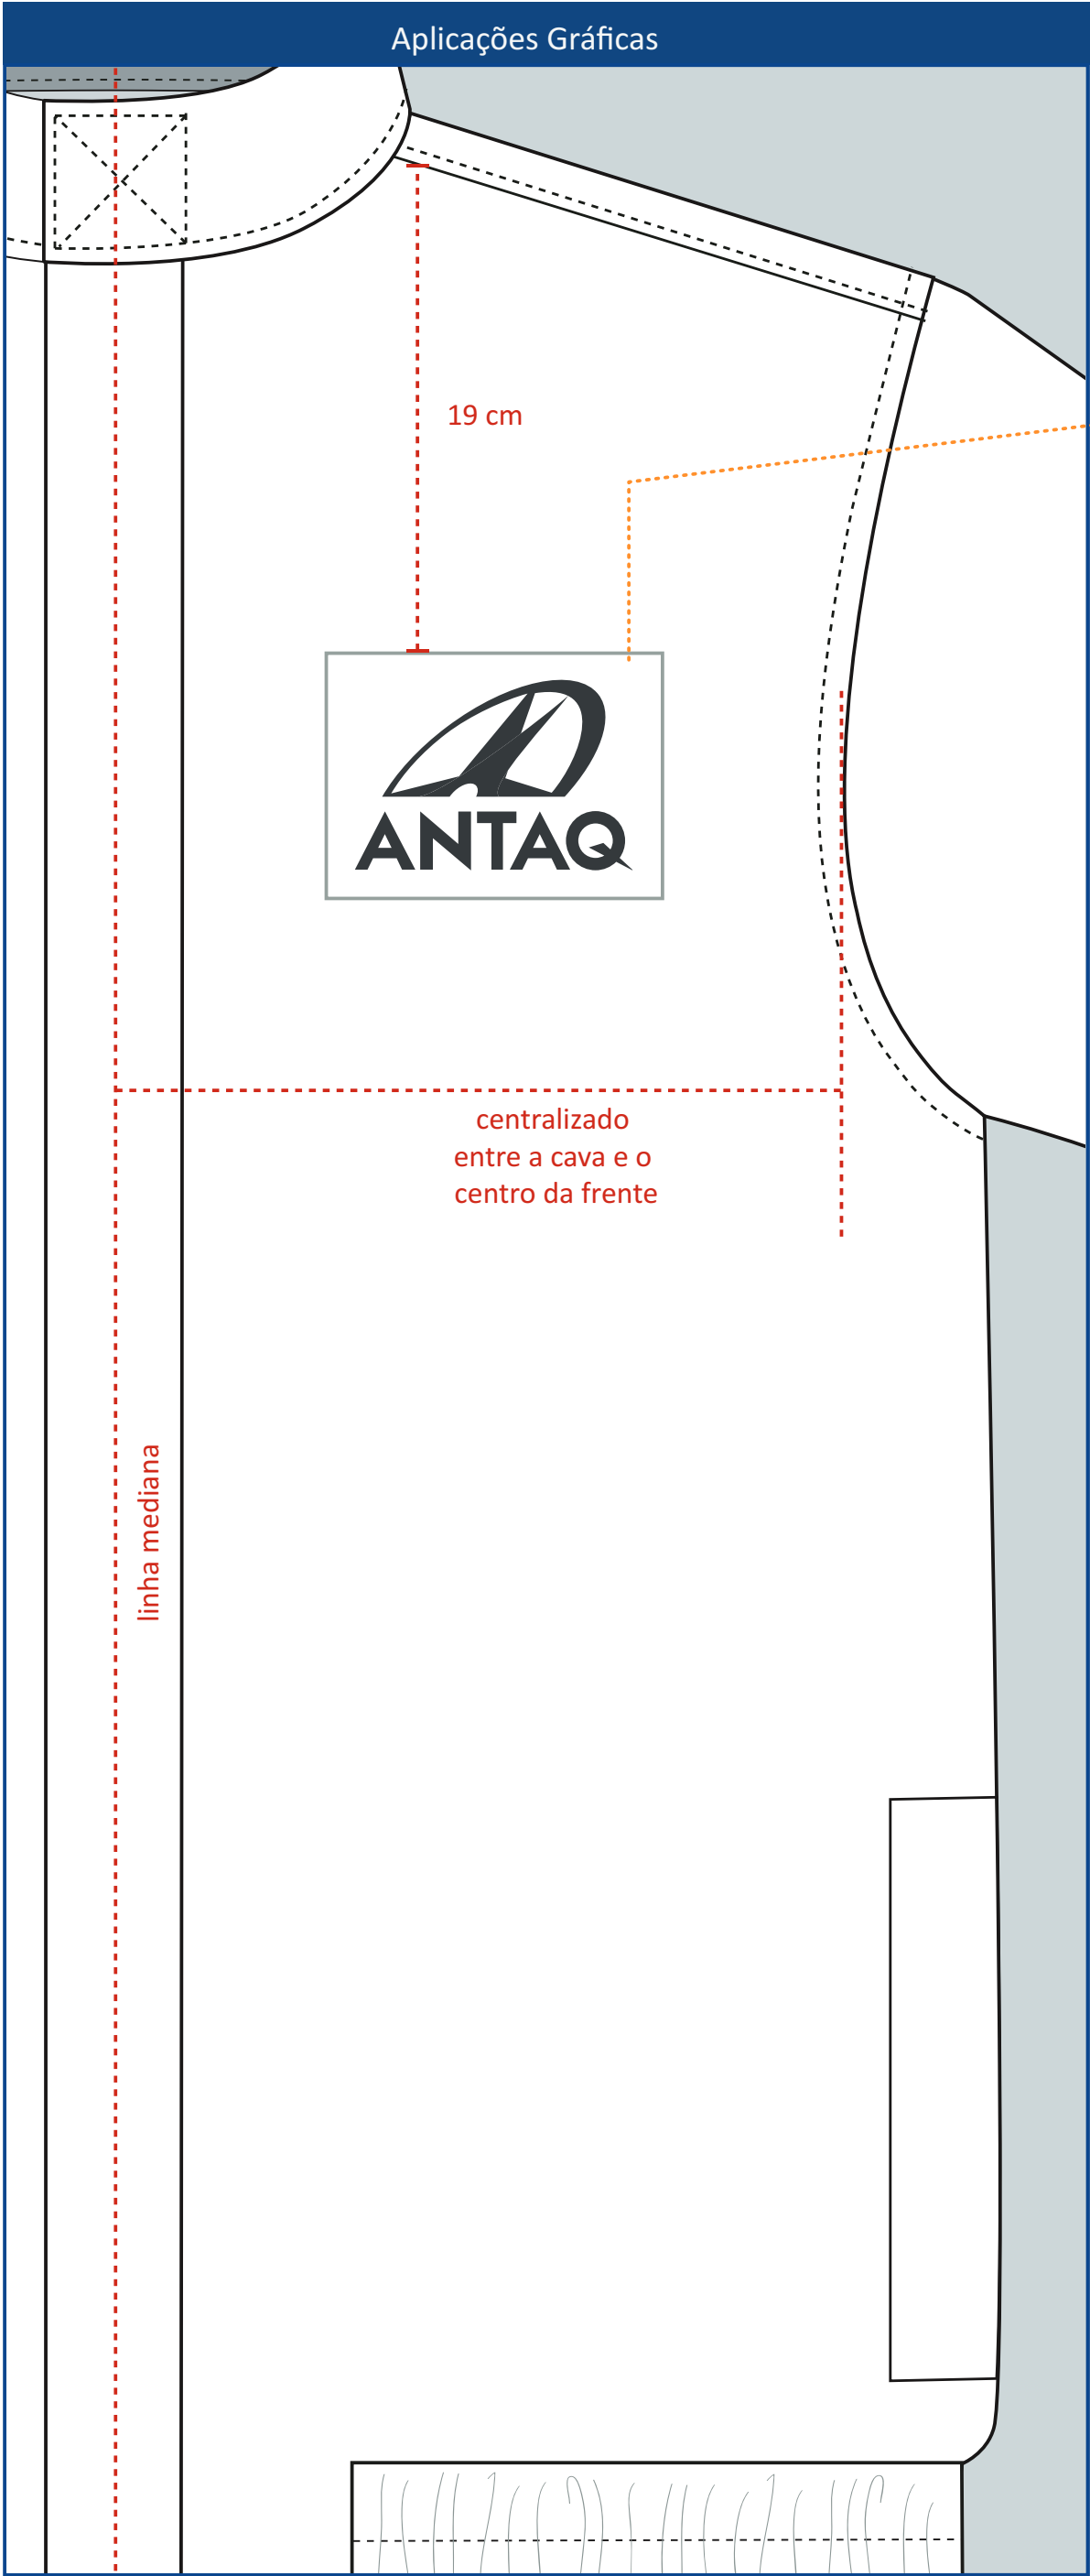 Aplicações Gráficas
19 cm
ANTAQ
centralizado
entre a cava e o
centro da frente
linha mediana